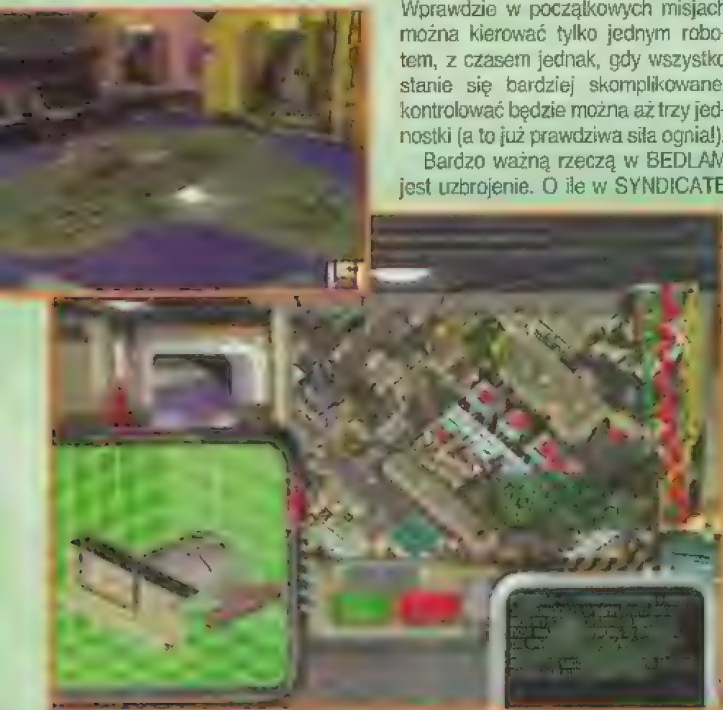 Wprawdzie w początkowych misjach
można kierować tylko jednym robo-
tem, z czasem jednak, gdy wszystko
stanie się bardziej skomplikowane,
kontrolować będzie można aż trzy jed-
nostki (a to już prawdziwa siła ognia!).
Bardzo ważną rzeczą w BEDLAM
jest uzbrojenie. O ile w SYNDICATE